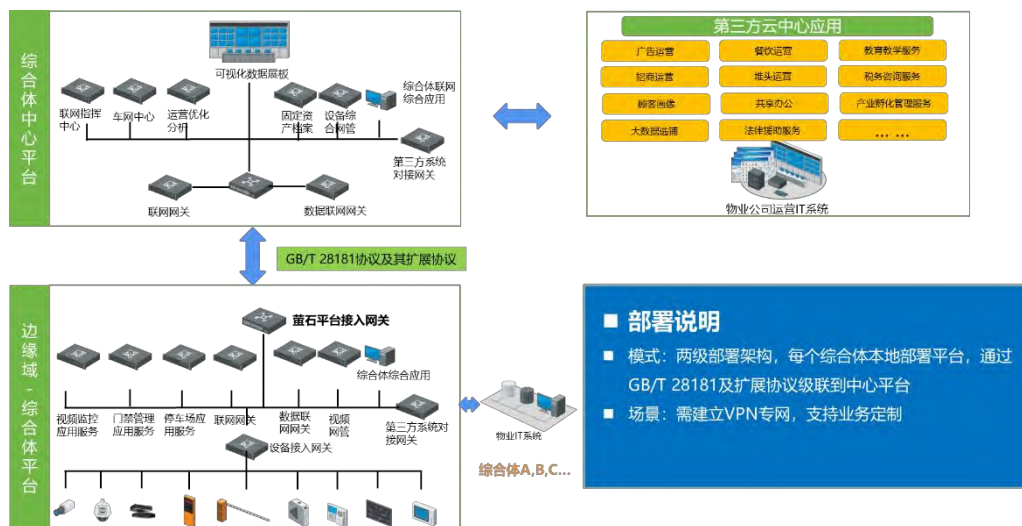 综合体中心平台
可视化数据展板
联网指挥
中心
车网中心
运营优化
分析
固定资
产档案
设备综
合网管
综合体联网
综合应用
第三方系统
对接网关
联网网关
数据联网网关
第三方云中心应用
广告运营
餐饮运营
教育教学服务
招商运营
堆头运营
税务咨询服务
顾客画像
共享办公
产业孵化管理服务
大数据选铺
法律援助服务
... ...
物业公司运营IT系统
GB/T 28181协议及其扩展协议
边缘域-综合体平台
萤石平台接入网关
综合体综合应用
视频监控
应用服务
门禁管理
应用服务
停车场应
用服务
联网网关
数据联
网网关
视频
网管
第三方系统对
接网关
设备接入网关
物业IT系统
综合体A,B,C...
■ 部署说明
■ 模式：两级部署架构，每个综合体本地部署平台，通过
GB/T 28181及扩展协议级联到中心平台
■ 场景：需建立VPN专网，支持业务定制